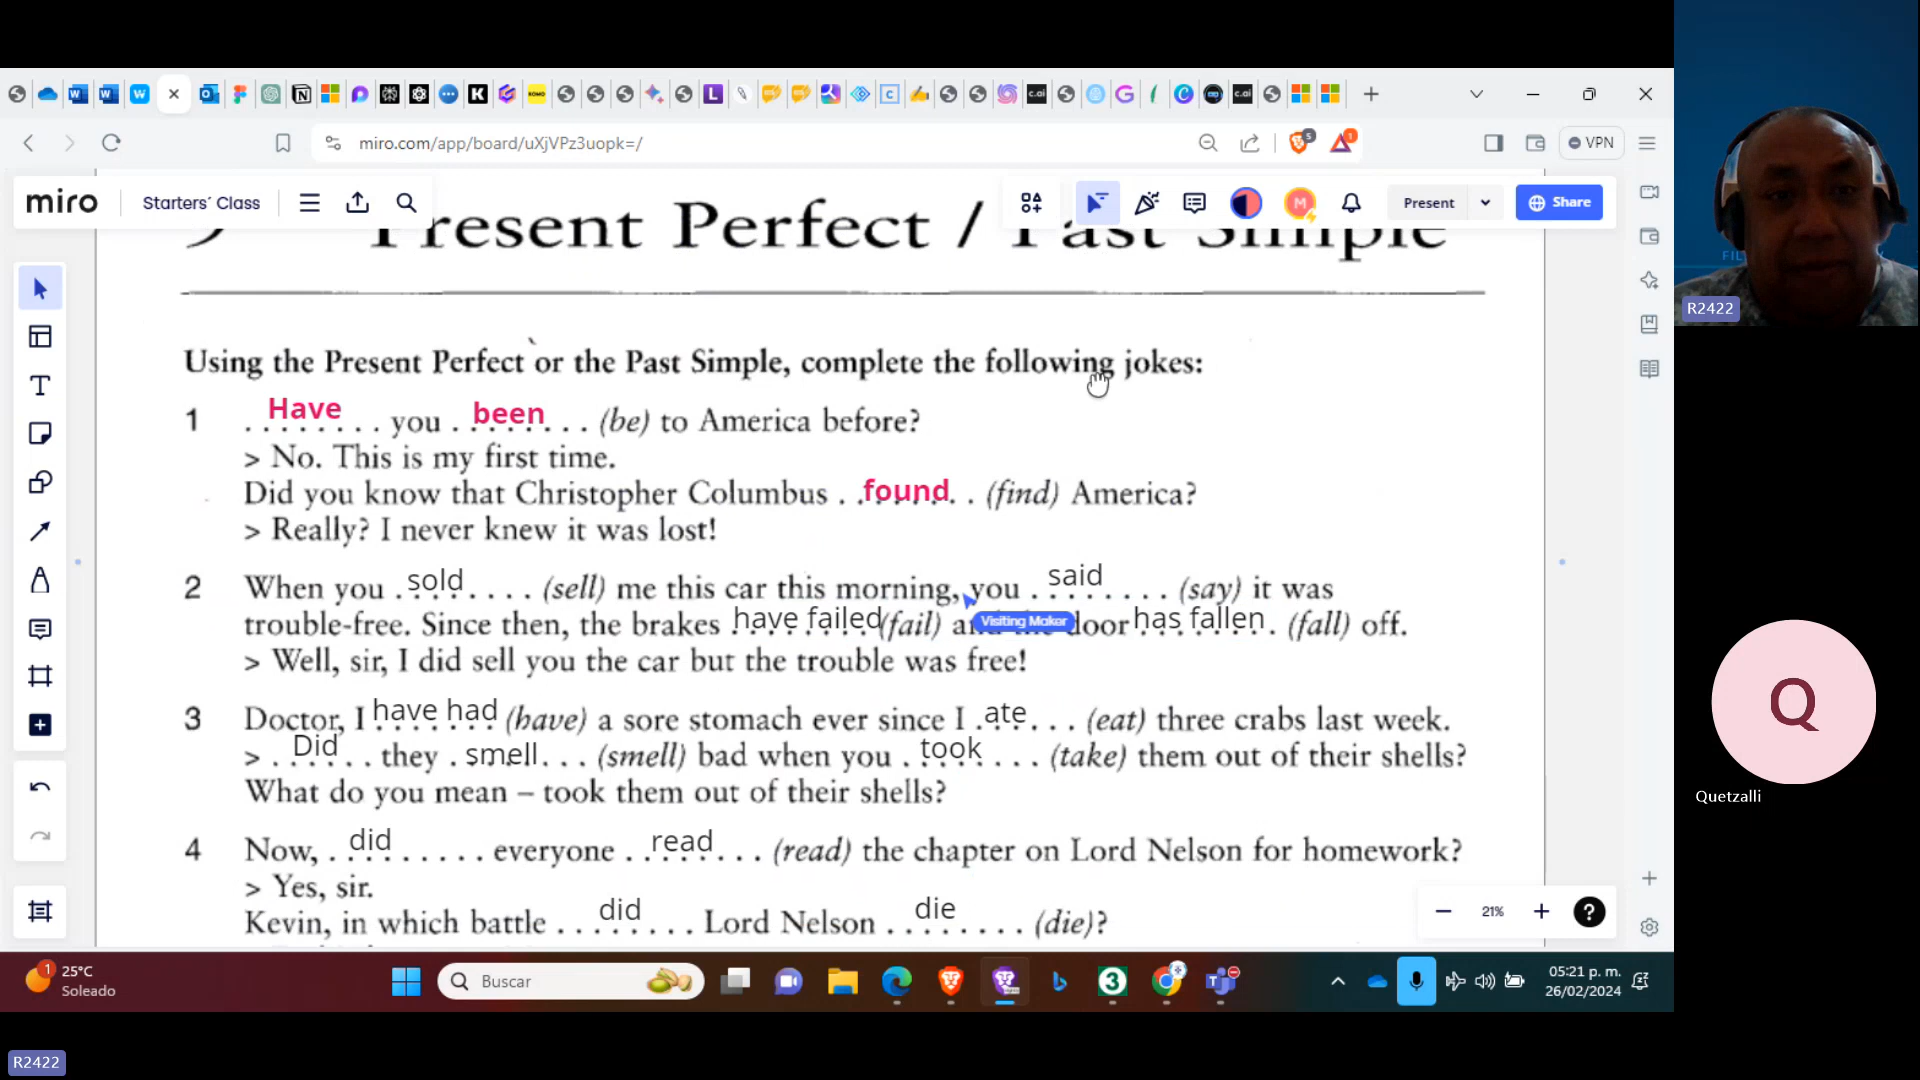 miro.com/app/board/uXjVPz3uopk=/
VPN
miro
Starters´ Class
Present
Share
Present Perfect / Past Simple
Using the Present Perfect or the Past Simple, complete the following jokes:
1 . Have . you . been . (be) to America before?
> No. This is my first time.
Did you know that Christopher Columbus . . found . . (find) America?
> Really? I never knew it was lost!
2 When you . sold . . . . (sell) me this car this morning, you . said . (say) it was
trouble-free. Since then, the brakes have failed (fail) and the door has fallen . (fall) off.
Visiting Maker
> Well, sir, I did sell you the car but the trouble was free!
3 Doctor, I have had (have) a sore stomach ever since I . ate . . . (eat) three crabs last week.
> . Did . . they . smell . . . (smell) bad when you . took . . . (take) them out of their shells?
What do you mean – took them out of their shells?
4 Now, . did . . . . . everyone . . read . . . (read) the chapter on Lord Nelson for homework?
> Yes, sir.
Kevin, in which battle . . . did . . . Lord Nelson . . die . . . . (die)?
21%
R2422
Q
Quetzalli
1
25°C
Soleado
Buscar
05:21 p. m.
26/02/2024
R2422